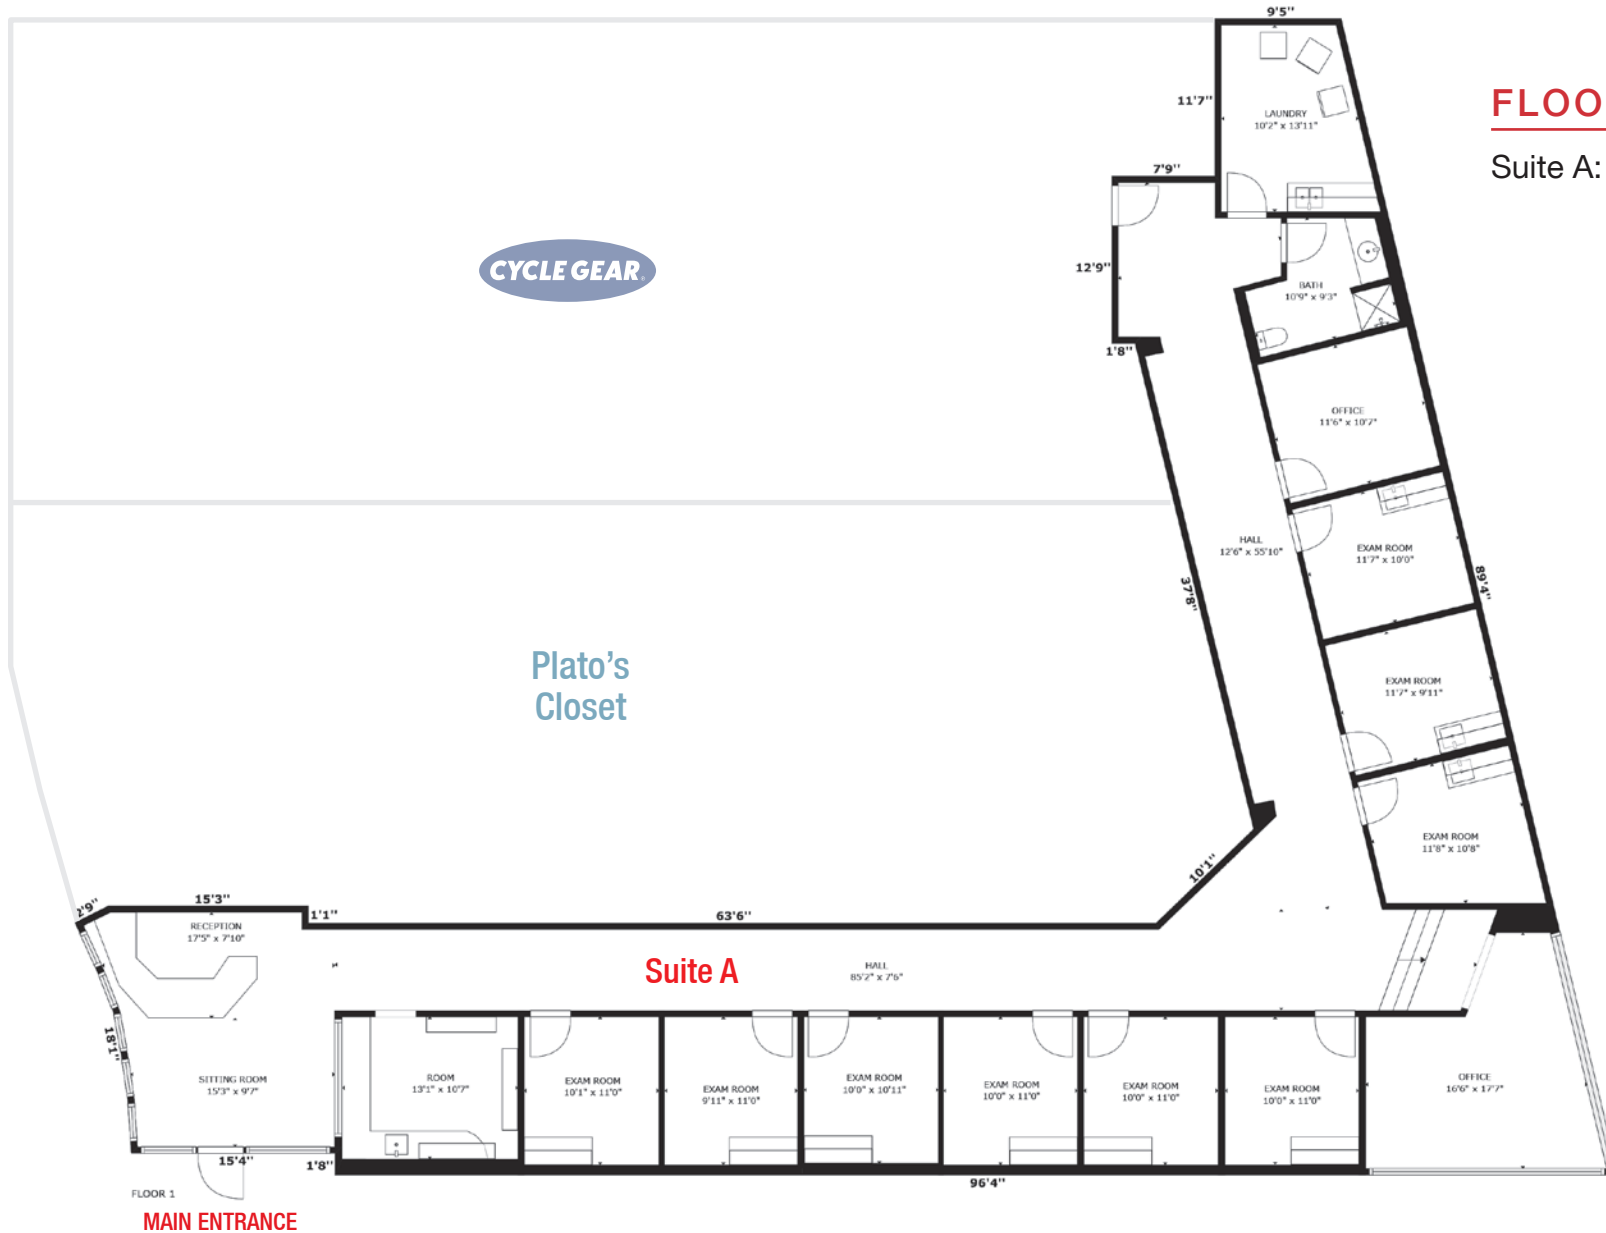 9'5"
11'7"
LAUNDRY
10'2" x 13'11"
FLOO
Suite A:
7'9"
12'9"
1'8"
CYCLE GEAR
BATH
10'9" x 9'3"
OFFICE
11'6" x 10'7"
HALL
12'6" x 55'10"
EXAM ROOM
11'7" x 10'0"
37'8"
89'4"
Plato's
Closet
EXAM ROOM
11'7" x 9'11"
EXAM ROOM
11'8" x 10'8"
10'1"
2'9"
15'3"
1'1"
63'6"
RECEPTION
17'5" x 7'10"
Suite A
HALL
85'2" x 7'6"
18'1"
SITTING ROOM
15'3" x 9'7"
ROOM
13'1" x 10'7"
EXAM ROOM
10'1" x 11'0"
EXAM ROOM
9'11" x 11'0"
EXAM ROOM
10'0" x 10'11"
EXAM ROOM
10'0" x 11'0"
EXAM ROOM
10'0" x 11'0"
EXAM ROOM
10'0" x 11'0"
OFFICE
16'6" x 17'7"
15'4"
1'8"
96'4"
FLOOR 1
MAIN ENTRANCE